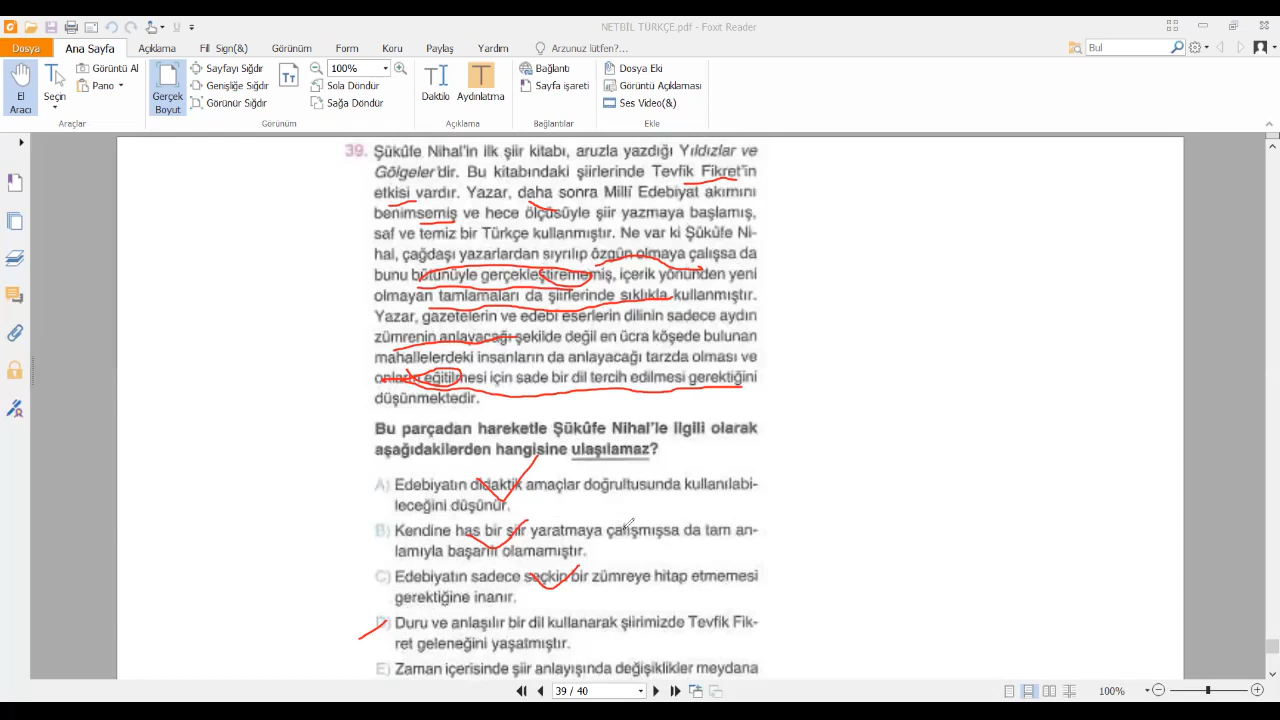 NETBİL TÜRKÇE.pdf - Foxit Reader
Dosya Ana Sayfa Açıklama Fill Sign(&) Görünüm Form Koru Paylaş Yardım Arzunuz lütfen?... Bul
El Aracı
Seçin
Görüntü Al
Pano
Gerçek Boyut
Sayfayı Sığdır
Genişliğe Sığdır
Görünür Sığdır
100%
Sola Döndür
Sağa Döndür
Daktilo
Aydınlatma
Bağlantı
Sayfa işareti
Dosya Eki
Görüntü Açıklaması
Ses Video(&)
Araçlar Görünüm Açıklama Bağlantılar Ekle
39. Şükûfe Nihal'in ilk şiir kitabı, aruzla yazdığı Yıldızlar ve
Gölgeler'dir. Bu kitabındaki şiirlerinde Tevfik Fikret'in
etkisi vardır. Yazar, daha sonra Millî Edebiyat akımını
benimsemiş ve hece ölçüsüyle şiir yazmaya başlamış,
saf ve temiz bir Türkçe kullanmıştır. Ne var ki Şükûfe Ni-
hal, çağdaşı yazarlardan sıyrılıp özgün olmaya çalışsa da
bunu bütünüyle gerçekleştirememiş, içerik yönünden yeni
olmayan tamlamaları da şiirlerinde sıklıkla kullanmıştır.
Yazar, gazetelerin ve edebi eserlerin dilinin sadece aydın
zümrenin anlayacağı şekilde değil en ücra köşede bulunan
mahallelerdeki insanların da anlayacağı tarzda olması ve
onların eğitilmesi için sade bir dil tercih edilmesi gerektiğini
düşünmektedir.
Bu parçadan hareketle Şükûfe Nihal'le ilgili olarak
aşağıdakilerden hangisine ulaşılamaz?
A) Edebiyatın didaktik amaçlar doğrultusunda kullanılabi-
leceğini düşünür.
B) Kendine has bir şiir yaratmaya çalışmışsa da tam an-
lamıyla başarılı olamamıştır.
C) Edebiyatın sadece seçkin bir zümreye hitap etmemesi
gerektiğine inanır.
D) Duru ve anlaşılır bir dil kullanarak şiirimizde Tevfik Fik-
ret geleneğini yaşatmıştır.
E) Zaman içerisinde şiir anlayışında değişiklikler meydana
39 / 40
100%